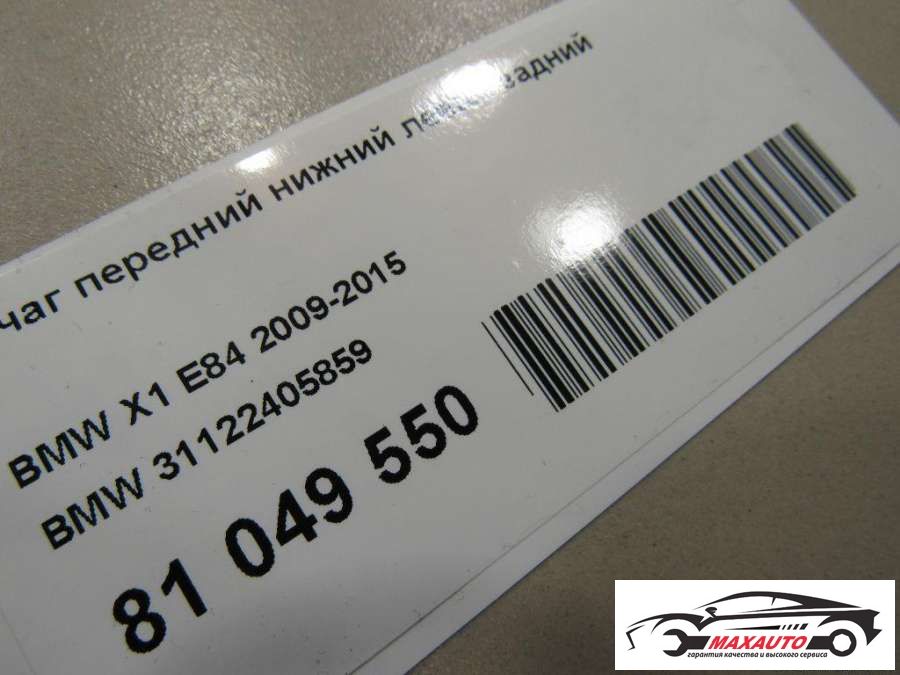 чаг передний нижний задний
BMW X1 E84 2009-2015
BMW 31122405859
81 049 550
MAXAUTO
гарантия качества и высокого сервиса